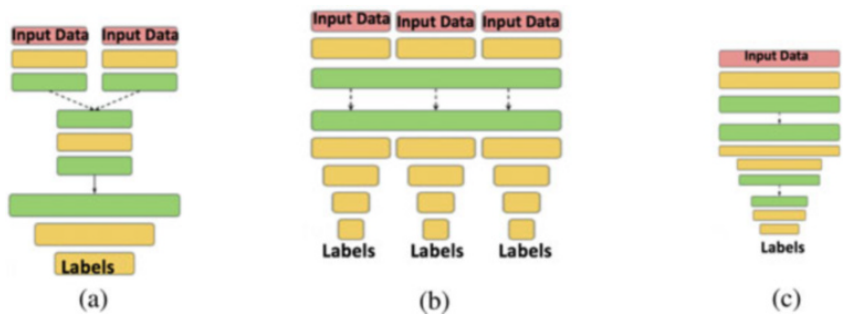 Input Data Input Data
Labels
(a)
Input Data Input Data Input Data
Labels Labels Labels
(b)
Input Data
Labels
(c)